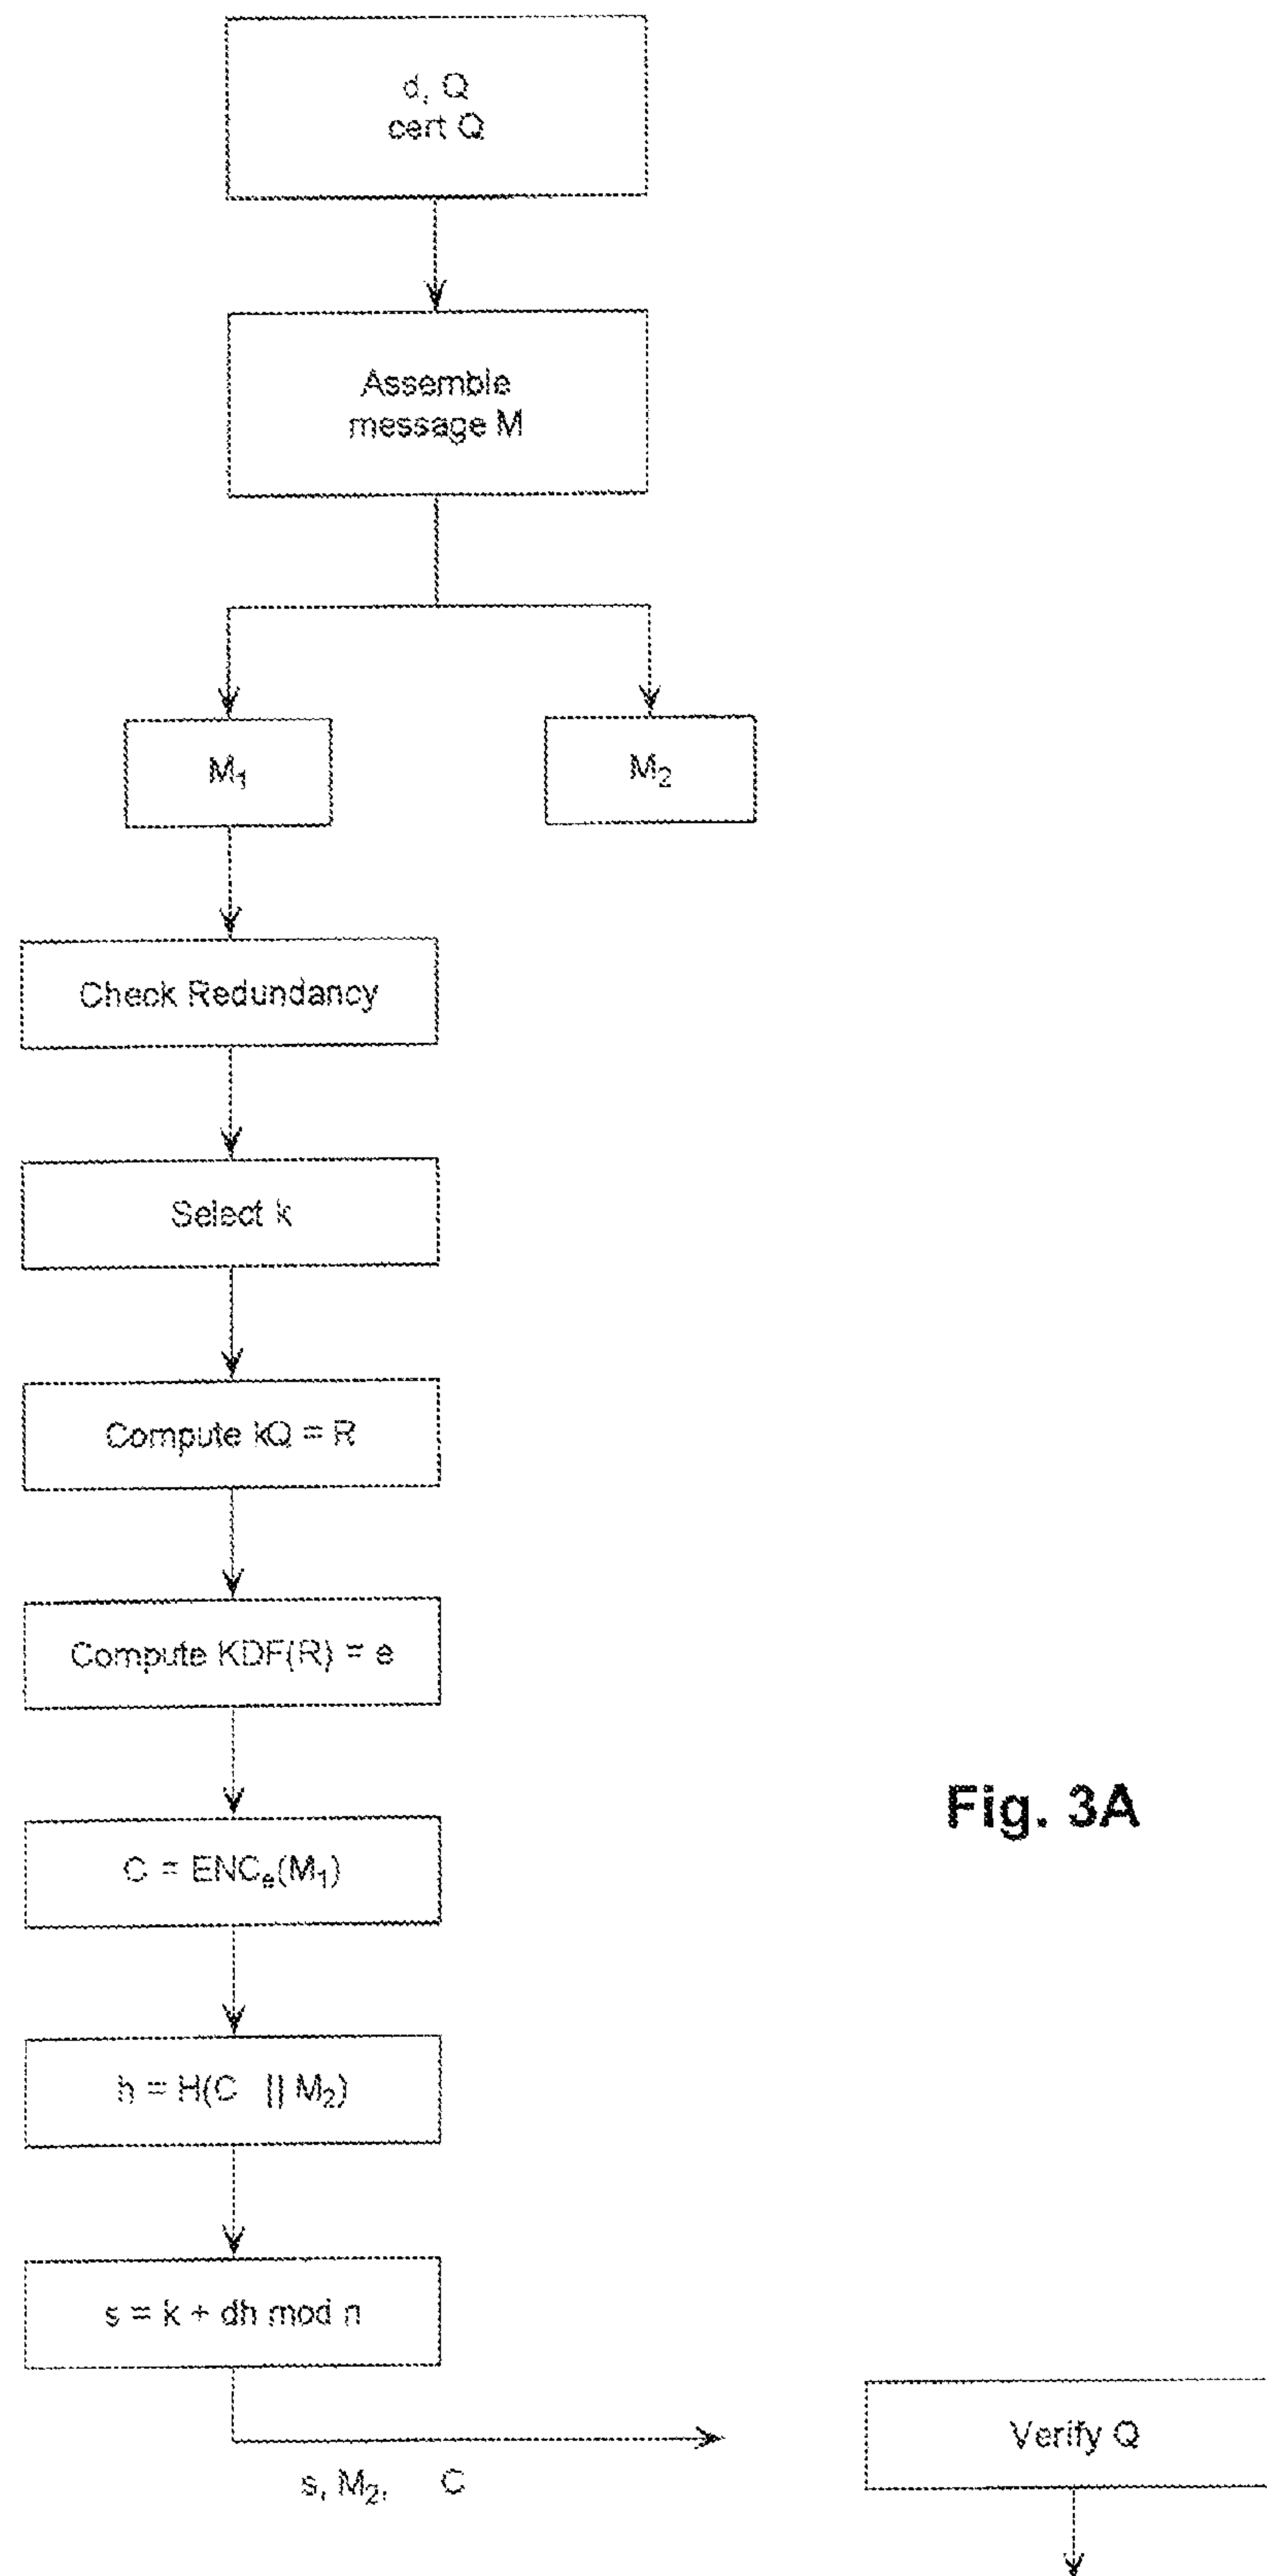 d, Q
cert Q
Assemble
message M
M₁
M₂
Check Redundancy
Select k
Compute kQ = R
Compute KDF(R) = e
C = ENCₑ(M₁)
h = H(C || M₂)
s = k + dh mod n
s, M₂, C
Fig. 3A
Verify Q